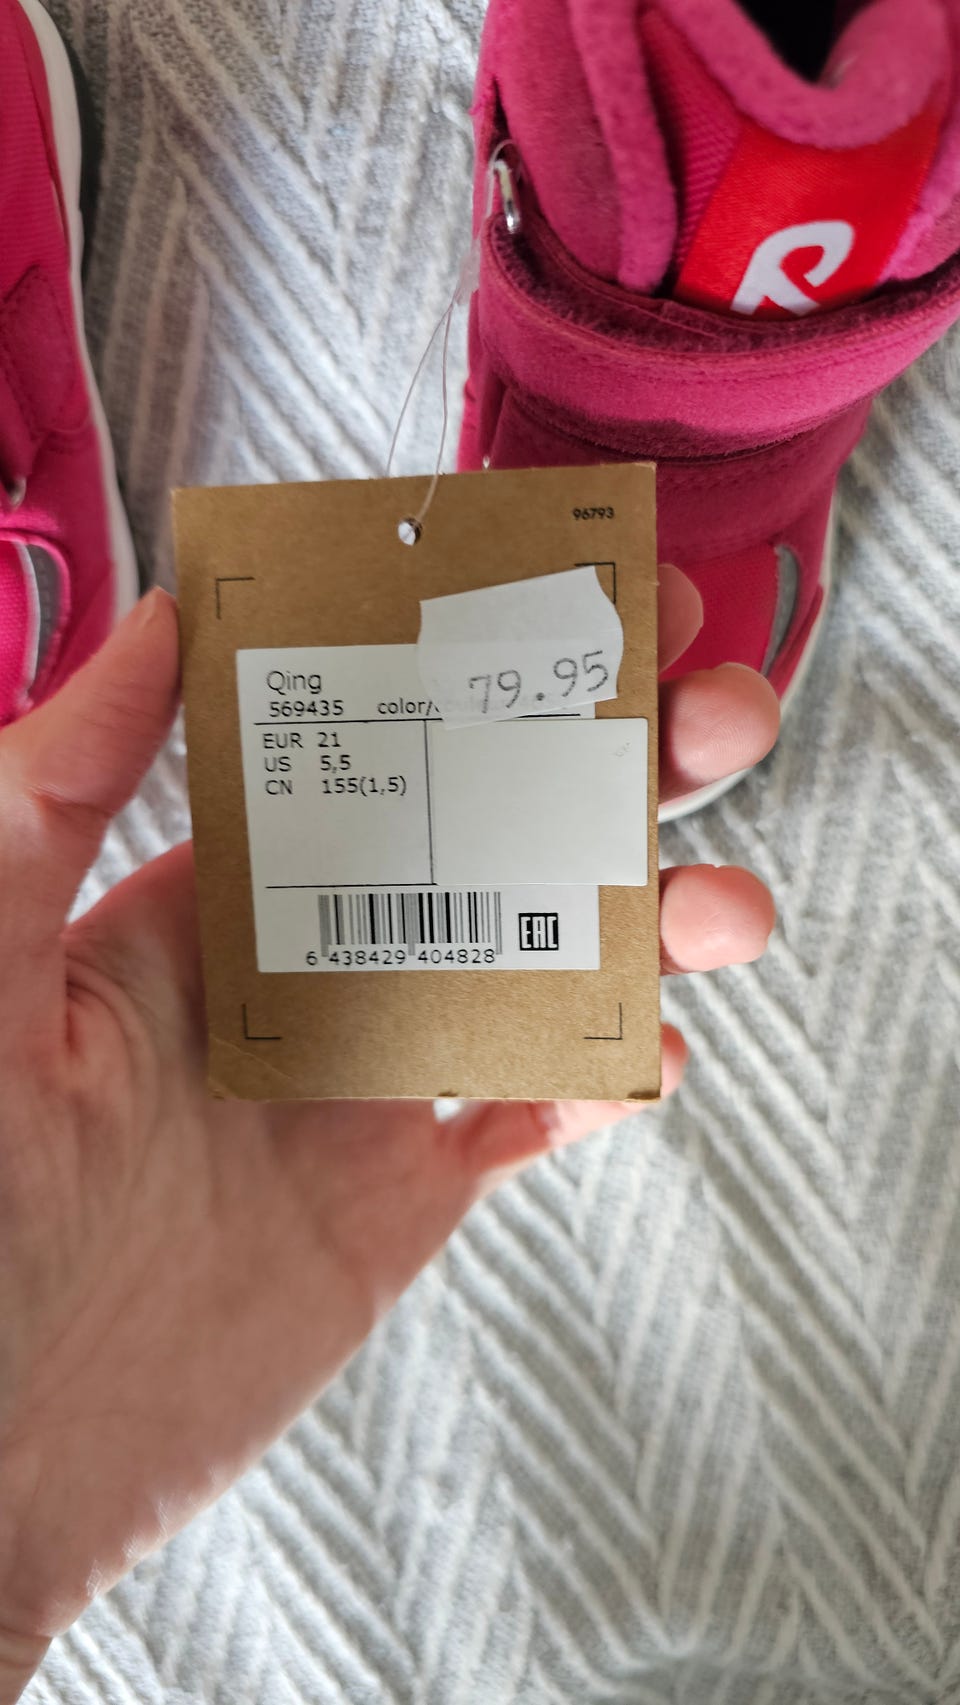 96793
79.95
Qing
569435 color/
EUR 21
US 5,5
CN 155(1,5)
6 438429 404828
EAC